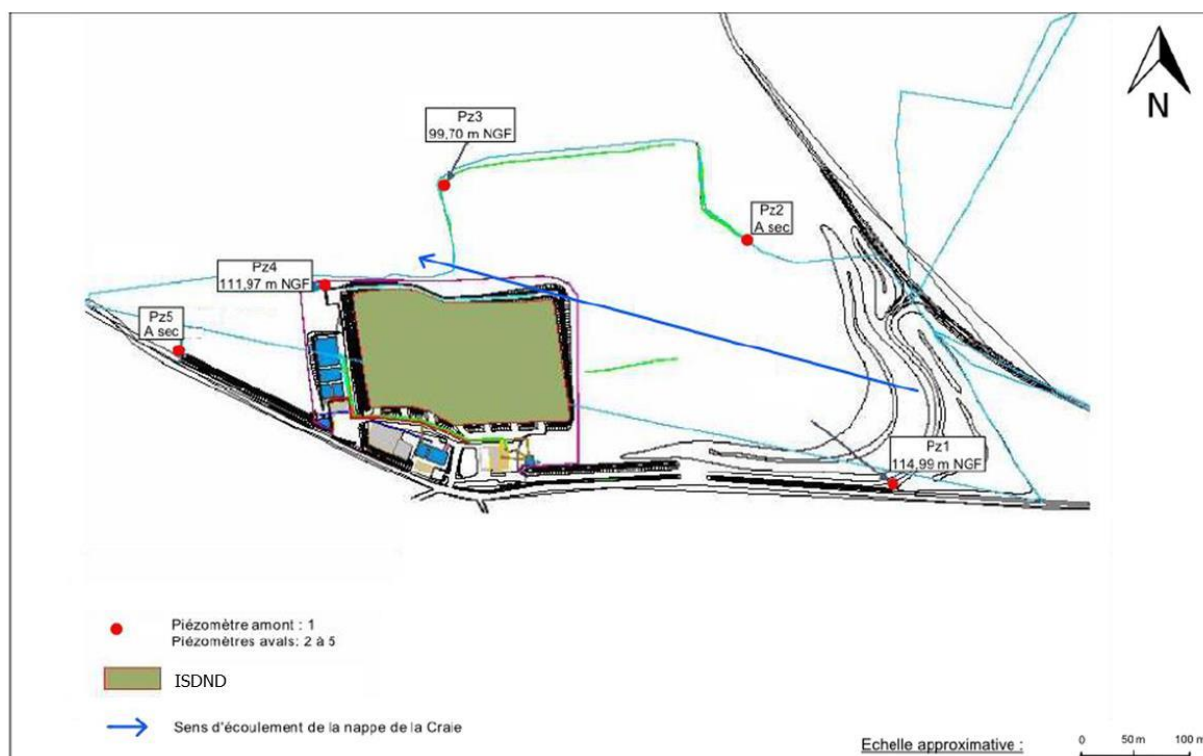 Pz3
99,70 m NGF
N
Pz2
A sec
Pz4
111,97 m NGF
Pz5
A sec
Pz1
114,99 m NGF
Piézomètre amont : 1
Piézomètres avals: 2 à 5
ISDND
Sens d'écoulement de la nappe de la Craie
Echelle approximative : 0 50 m 100 m